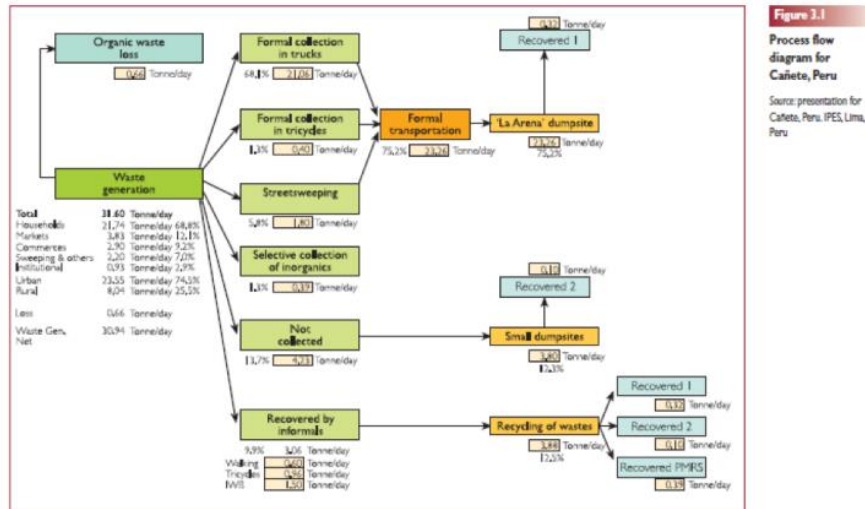 Figure 3.1
Process flow
diagram for
Cañete, Peru
Source: presentation for
Cañete, Peru. IPES, Lima,
Peru
Organic waste
loss
0,66 Tonne/day
Waste
generation
Total 31.60 Tonne/day
Households 21,74 Tonne/day 68,8%
Markets 3.83 Tonne/day 12,1%
Commerces 2,90 Tonne/day 9,2%
Sweeping & others 2,20 Tonne/day 7,0%
Institutional 0,93 Tonne/day 2,9%
Urban 23,55 Tonne/day 74,5%
Rural 8,04 Tonne/day 25,5%
Loss 0,66 Tonne/day
Waste Gen. 30,94 Tonne/day
Net
Formal collection
in trucks
68,1% 21,06 Tonne/day
Formal collection
in tricycles
1,3% 0,40 Tonne/day
Streetsweeping
5,8% 1,80 Tonne/day
Selective collection
of inorganics
1,3% 0,39 Tonne/day
Not
collected
13,7% 4,23 Tonne/day
Recovered by
informals
9,9% 3,06 Tonne/day
Walking 0,60 Tonne/day
Tricycles 0,96 Tonne/day
1,50 Tonne/day
Formal
transportation
75,2% 23,26 Tonne/day
0,32 Tonne/day
Recovered 1
'La Arena' dumpsite
23,26 Tonne/day
75,2%
0,10 Tonne/day
Recovered 2
Small dumpsites
3,80 Tonne/day
12,3%
Recycling of wastes
3,88 Tonne/day
12,5%
Recovered 1
0,32 Tonne/day
Recovered 2
0,10 Tonne/day
Recovered PMRS
0,39 Tonne/day